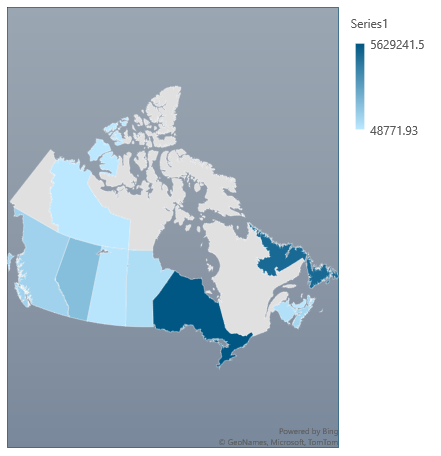 Series1
5629241.5
48771.93
Powered by Bing
© GeoNames, Microsoft, TomTom